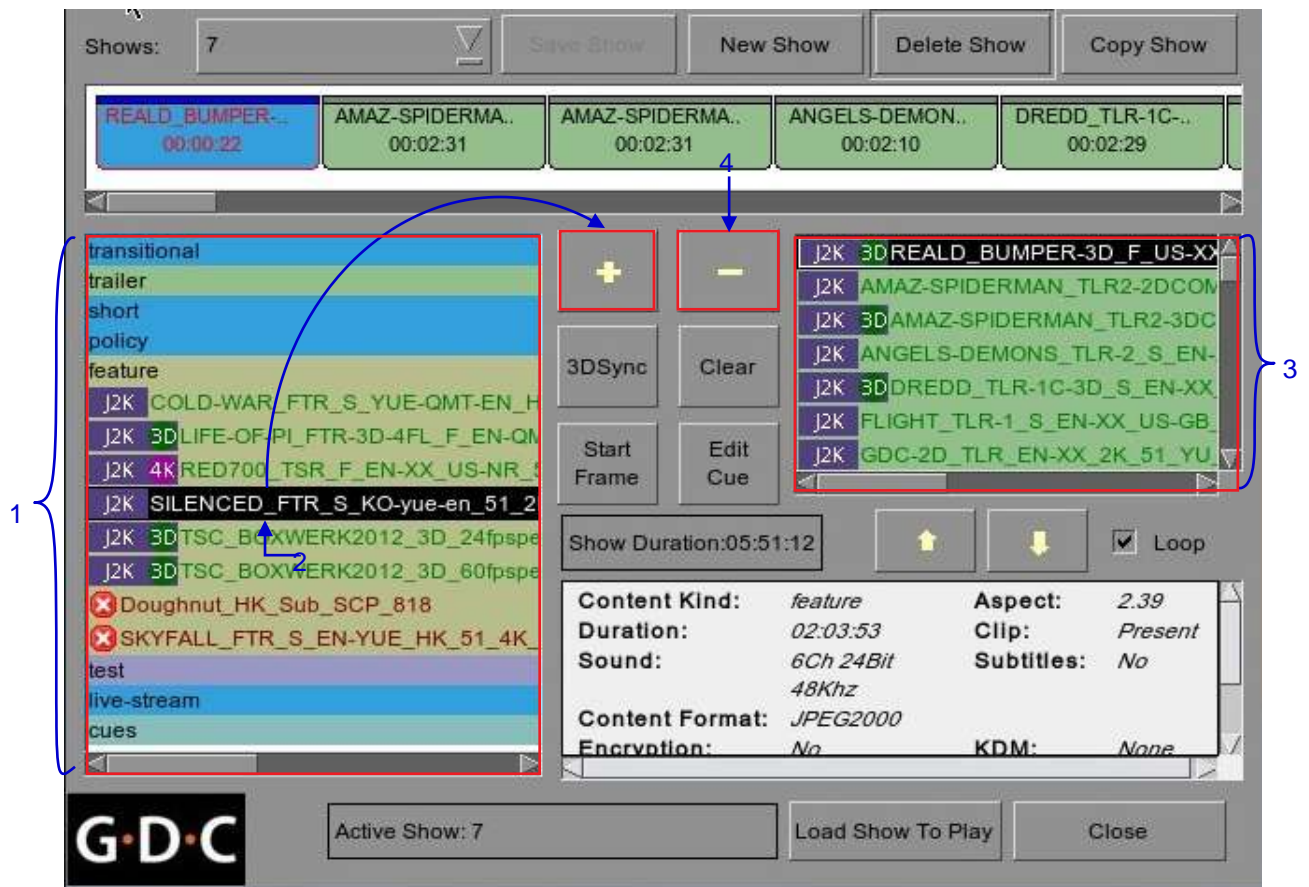 Shows: 7 Save Show New Show Delete Show Copy Show
REALD_BUMPER-.. AMAZ-SPIDERMA.. AMAZ-SPIDERMA.. ANGELS-DEMON.. DREDD_TLR-1C-..
00:00:22 00:02:31 00:02:31 00:02:10 00:02:29
4
transitional
trailer
short
policy
feature
J2K COLD-WAR_FTR_S_YUE-QMT-EN_H
J2K 3D LIFE-OF-PI_FTR-3D-4FL_F_EN-QM
J2K 4K RED700_TSR_F_EN-XX_US-NR_
J2K SILENCED_FTR_S_KO-yue-en_51_2
J2K 3D TSC_BOXWERK2012_3D_24fpspe
J2K 3D TSC_BOXWERK2012_3D_60fpspe
Doughnut_HK_Sub_SCP_818
SKYFALL_FTR_S_EN-YUE_HK_51_4K_
test
live-stream
cues
1
2
+ −
3DSync Clear
Start Frame Edit Cue
J2K 3D REALD_BUMPER-3D_F_US-XX
J2K AMAZ-SPIDERMAN_TLR2-2DCOM
J2K 3D AMAZ-SPIDERMAN_TLR2-3DC
J2K ANGELS-DEMONS_TLR-2_S_EN-
J2K 3D DREDD_TLR-1C-3D_S_EN-XX_
J2K FLIGHT_TLR-1_S_EN-XX_US-GB_
J2K GDC-2D_TLR_EN-XX_2K_51_YU_
3
Show Duration:05:51:12 Loop
Content Kind: feature Aspect: 2.39
Duration: 02:03:53 Clip: Present
Sound: 6Ch 24Bit Subtitles: No
48Khz
Content Format: JPEG2000
Encryption: No KDM: None
G·D·C Active Show: 7 Load Show To Play Close